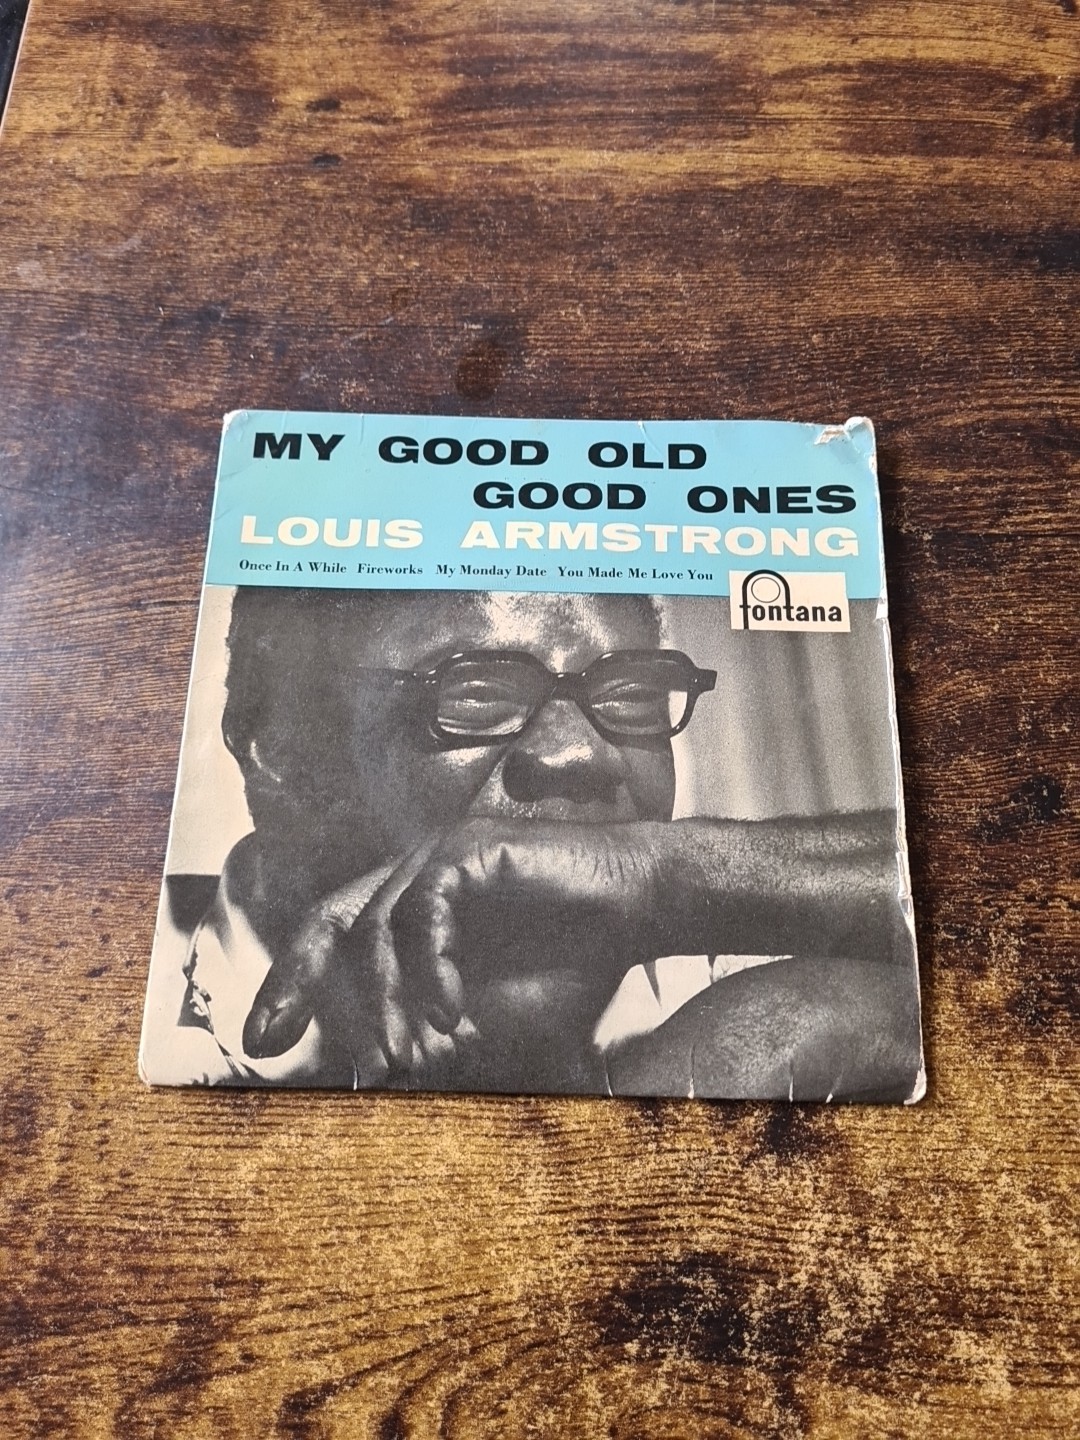 MY GOOD OLD
GOOD ONES
LOUIS ARMSTRONG
Once In A While Fireworks My Monday Date You Made Me Love You
fontana